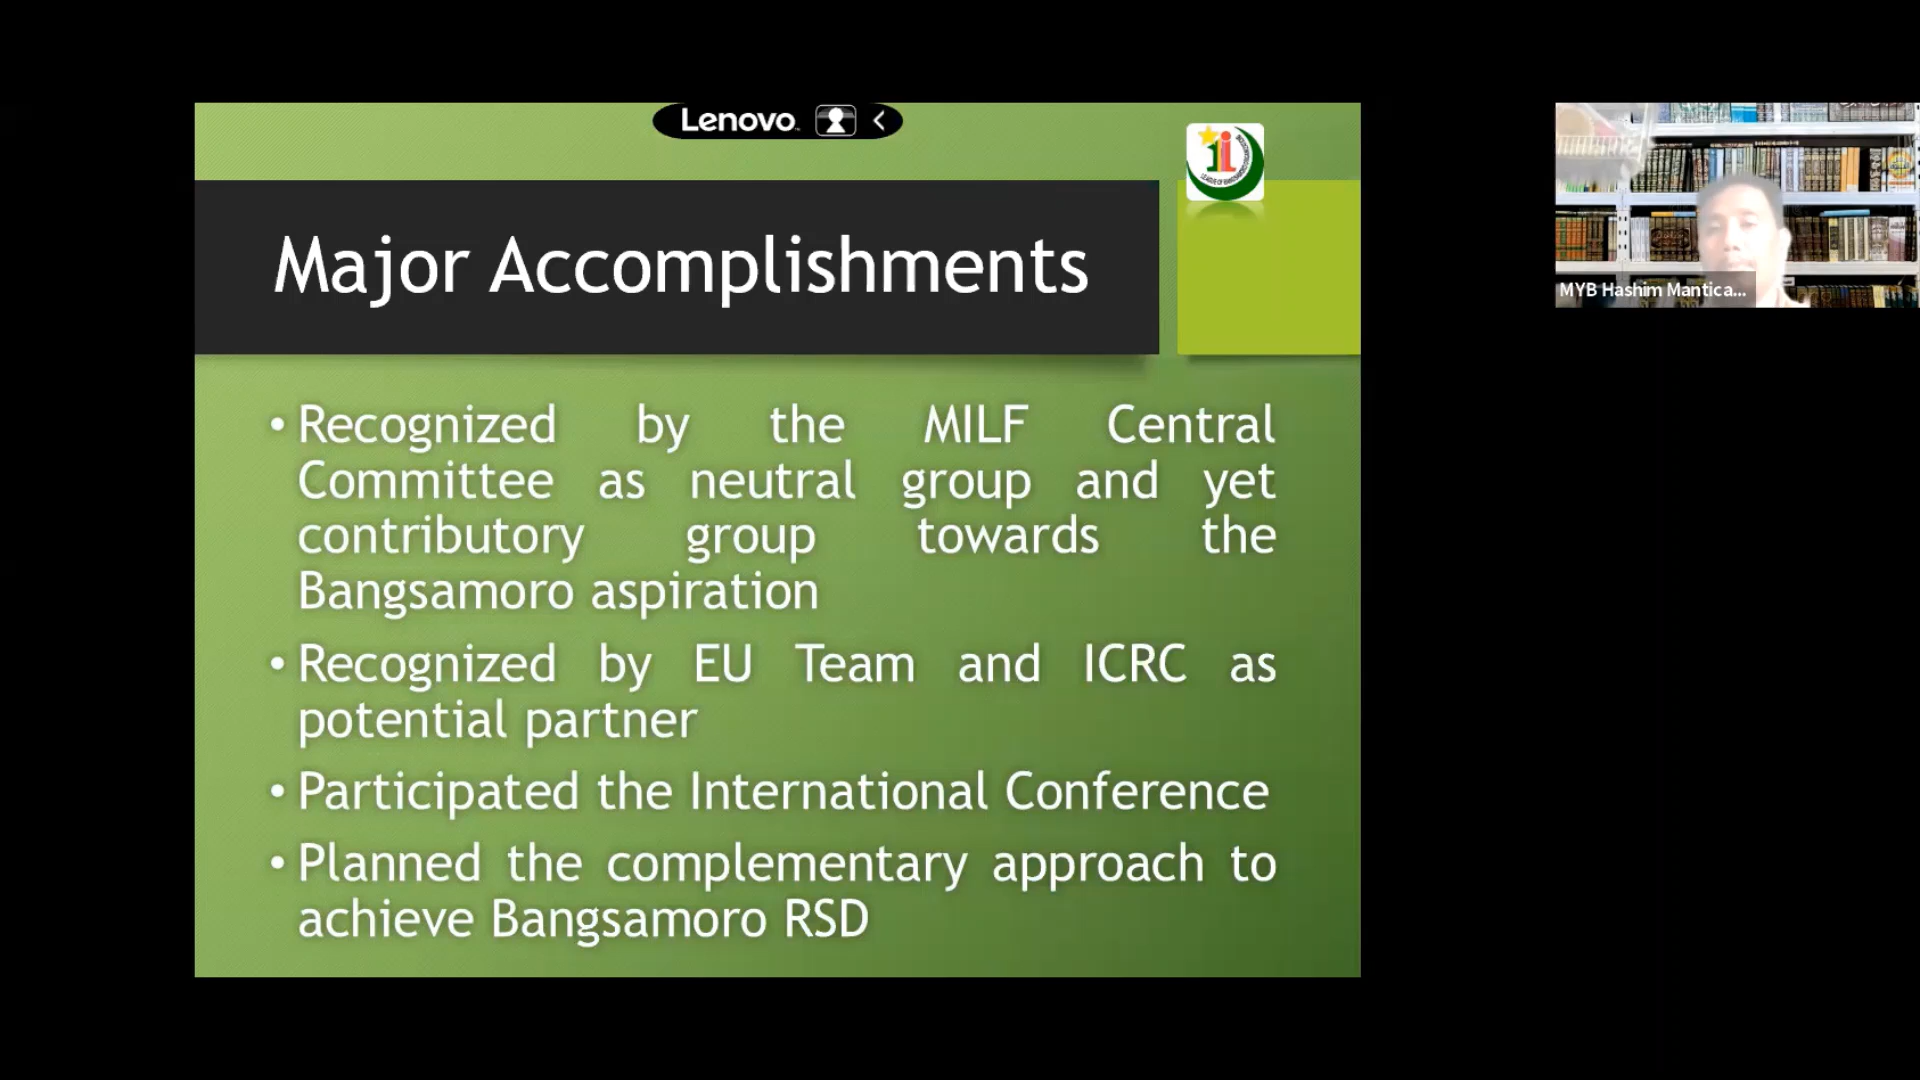 Lenovo
Major Accomplishments
• Recognized by the MILF Central
Committee as neutral group and yet
contributory group towards the
Bangsamoro aspiration
• Recognized by EU Team and ICRC as
potential partner
• Participated the International Conference
• Planned the complementary approach to
achieve Bangsamoro RSD
MYB Hashim Mantica...